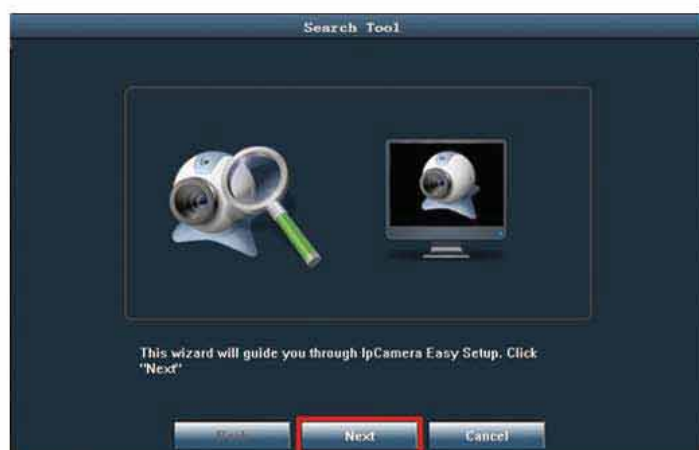 Search Tool
This wizard will guide you through IpCamera Easy Setup. Click
"Next"
Next
Cancel